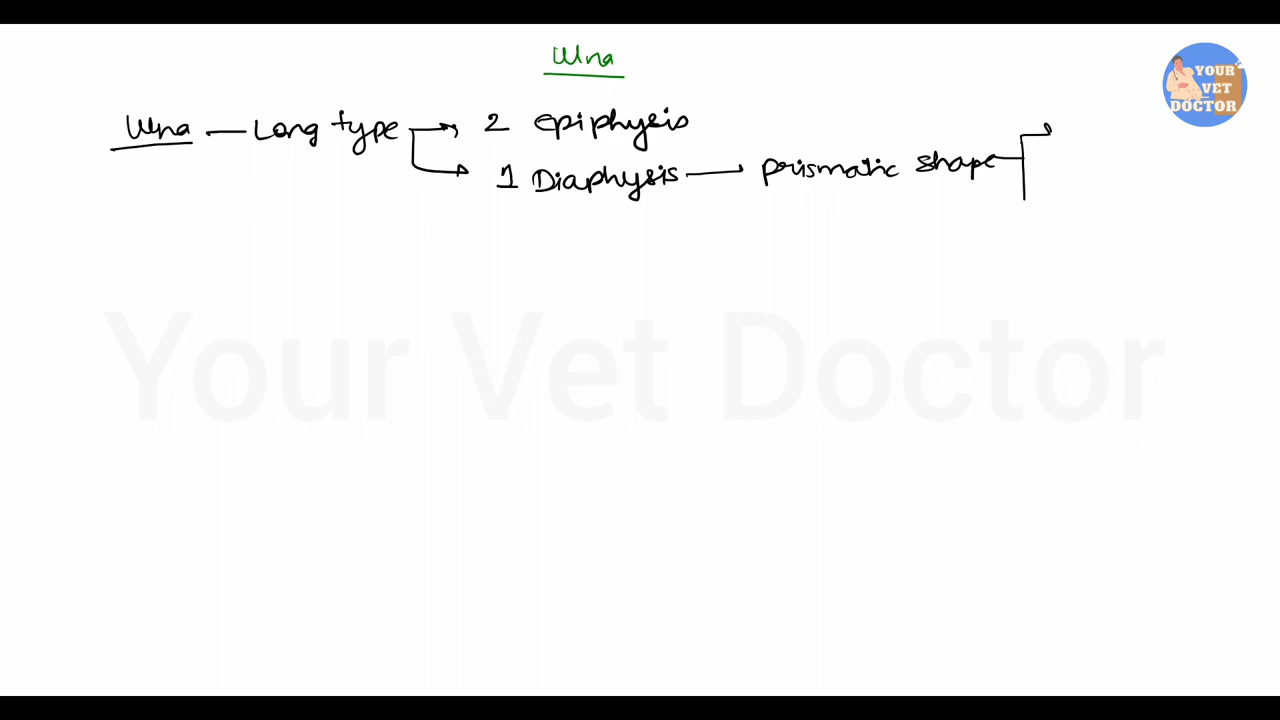 Ulna
Ulna — Long type → 2 epiphysis
→ 1 Diaphysis → prismatic shape
YOUR
VET
DOCTOR
Your Vet Doctor